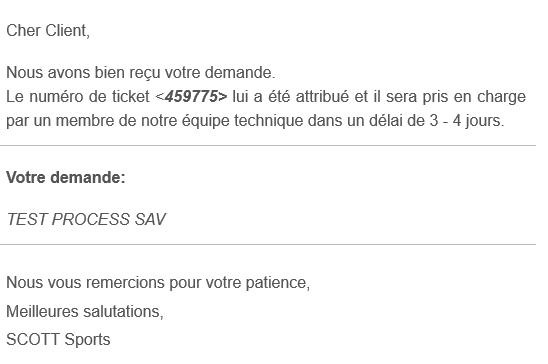 Cher Client,
Nous avons bien reçu votre demande.
Le numéro de ticket <459775> lui a été attribué et il sera pris en charge
par un membre de notre équipe technique dans un délai de 3 - 4 jours.
Votre demande:
TEST PROCESS SAV
Nous vous remercions pour votre patience,
Meilleures salutations,
SCOTT Sports